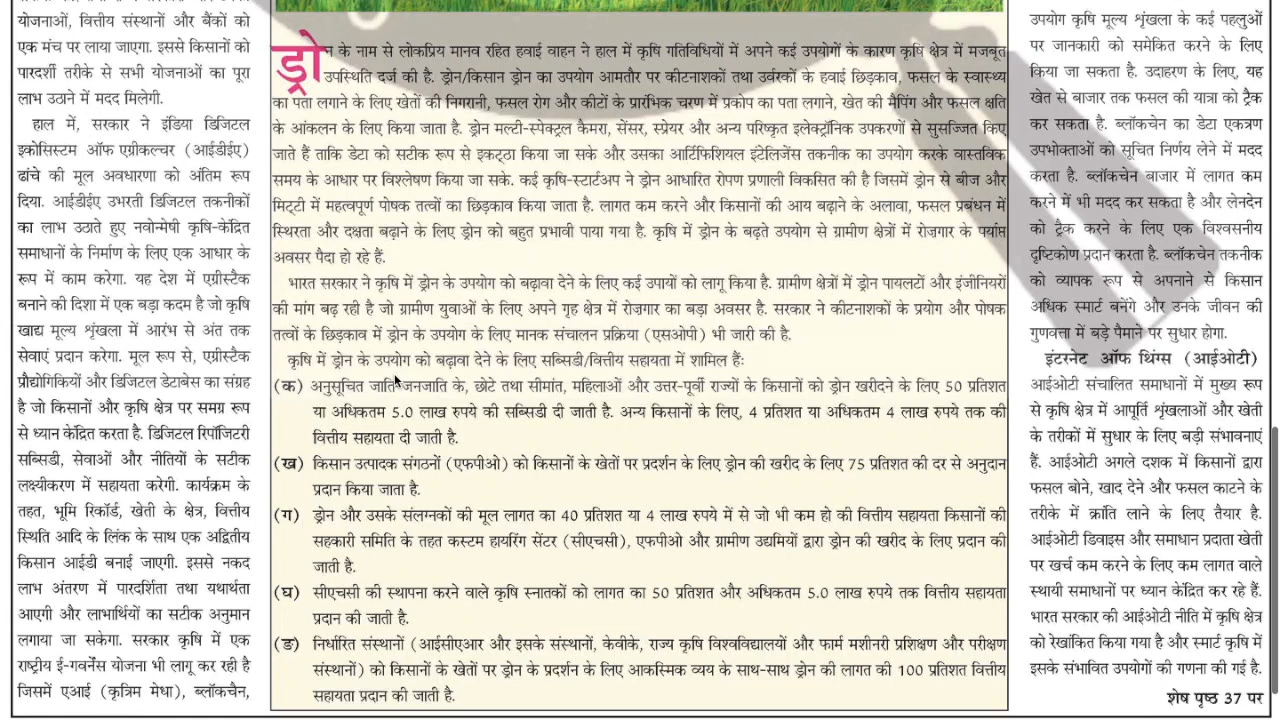 योजनाओं, वित्तीय संस्थानों और बैंकों को
एक मंच पर लाया जाएगा. इससे किसानों को
पारदर्शी तरीके से सभी योजनाओं का पूरा
लाभ उठाने में मदद मिलेगी.
हाल में, सरकार ने इंडिया डिजिटल
इकोसिस्टम ऑफ एग्रीकल्चर (आईडीईए)
ढांचे की मूल अवधारणा को अंतिम रूप
दिया. आईडीईए उभरती डिजिटल तकनीकों
का लाभ उठाते हुए नवोन्मेषी कृषि-केंद्रित
समाधानों के निर्माण के लिए एक आधार के
रूप में काम करेगा. यह देश में एग्रीस्टैक
बनाने की दिशा में एक बड़ा कदम है जो कृषि
खाद्य मूल्य शृंखला में आरंभ से अंत तक
सेवाएं प्रदान करेगा. मूल रूप से, एग्रीस्टैक
प्रौद्योगिकियों और डिजिटल डेटाबेस का संग्रह
है जो किसानों और कृषि क्षेत्र पर समग्र रूप
से ध्यान केंद्रित करता है. डिजिटल रिपॉजिटरी
सब्सिडी, सेवाओं और नीतियों के सटीक
लक्ष्यीकरण में सहायता करेगी. कार्यक्रम के
तहत, भूमि रिकॉर्ड, खेती के क्षेत्र, वित्तीय
स्थिति आदि के लिंक के साथ एक अद्वितीय
किसान आईडी बनाई जाएगी. इससे नकद
लाभ अंतरण में पारदर्शिता तथा यथार्थता
आएगी और लाभार्थियों का सटीक अनुमान
लगाया जा सकेगा. सरकार कृषि में एक
राष्ट्रीय ई-गवर्नेंस योजना भी लागू कर रही है
जिसमें एआई (कृत्रिम मेधा), ब्लॉकचैन,
ड्रोन के नाम से लोकप्रिय मानव रहित हवाई वाहन ने हाल में कृषि गतिविधियों में अपने कई उपयोगों के कारण कृषि क्षेत्र में मजबूत
उपस्थिति दर्ज की है. ड्रोन/किसान ड्रोन का उपयोग आमतौर पर कीटनाशकों तथा उर्वरकों के हवाई छिड़काव, फसल के स्वास्थ्य
का पता लगाने के लिए खेतों की निगरानी, फसल रोग और कीटों के प्रारंभिक चरण में प्रकोप का पता लगाने, खेत की मैपिंग और फसल क्षति
के आंकलन के लिए किया जाता है. ड्रोन मल्टी-स्पेक्ट्रल कैमरा, सेंसर, स्प्रेयर और अन्य परिष्कृत इलेक्ट्रॉनिक उपकरणों से सुसज्जित किए
जाते हैं ताकि डेटा को सटीक रूप से इकट्ठा किया जा सके और उसका आर्टिफिशियल इंटेलिजेंस तकनीक का उपयोग करके वास्तविक
समय के आधार पर विश्लेषण किया जा सके. कई कृषि-स्टार्टअप ने ड्रोन आधारित रोपण प्रणाली विकसित की है जिसमें ड्रोन से बीज और
मिट्टी में महत्वपूर्ण पोषक तत्वों का छिड़काव किया जाता है. लागत कम करने और किसानों की आय बढ़ाने के अलावा, फसल प्रबंधन में
स्थिरता और दक्षता बढ़ाने के लिए ड्रोन को बहुत प्रभावी पाया गया है. कृषि में ड्रोन के बढ़ते उपयोग से ग्रामीण क्षेत्रों में रोज़गार के पर्याप्त
अवसर पैदा हो रहे हैं.
भारत सरकार ने कृषि में ड्रोन के उपयोग को बढ़ावा देने के लिए कई उपायों को लागू किया है. ग्रामीण क्षेत्रों में ड्रोन पायलटों और इंजीनियरों
की मांग बढ़ रही है जो ग्रामीण युवाओं के लिए अपने गृह क्षेत्र में रोज़गार का बड़ा अवसर है. सरकार ने कीटनाशकों के प्रयोग और पोषक
तत्वों के छिड़काव में ड्रोन के उपयोग के लिए मानक संचालन प्रक्रिया (एसओपी) भी जारी की है.
कृषि में ड्रोन के उपयोग को बढ़ावा देने के लिए सब्सिडी/वित्तीय सहायता में शामिल हैं:
(क) अनुसूचित जाति/जनजाति के, छोटे तथा सीमांत, महिलाओं और उत्तर-पूर्वी राज्यों के किसानों को ड्रोन खरीदने के लिए 50 प्रतिशत
या अधिकतम 5.0 लाख रुपये की सब्सिडी दी जाती है. अन्य किसानों के लिए, 4 प्रतिशत या अधिकतम 4 लाख रुपये तक की
वित्तीय सहायता दी जाती है.
(ख) किसान उत्पादक संगठनों (एफपीओ) को किसानों के खेतों पर प्रदर्शन के लिए ड्रोन की खरीद के लिए 75 प्रतिशत की दर से अनुदान
प्रदान किया जाता है.
(ग) ड्रोन और उसके संलग्नकों की मूल लागत का 40 प्रतिशत या 4 लाख रुपये में से जो भी कम हो की वित्तीय सहायता किसानों की
सहकारी समिति के तहत कस्टम हायरिंग सेंटर (सीएचसी), एफपीओ और ग्रामीण उद्यमियों द्वारा ड्रोन की खरीद के लिए प्रदान की
जाती है.
(घ) सीएचसी की स्थापना करने वाले कृषि स्नातकों को लागत का 50 प्रतिशत और अधिकतम 5.0 लाख रुपये तक वित्तीय सहायता
प्रदान की जाती है.
(ङ) निर्धारित संस्थानों (आईसीएआर और इसके संस्थानों, केवीके, राज्य कृषि विश्वविद्यालयों और फार्म मशीनरी प्रशिक्षण और परीक्षण
संस्थानों) को किसानों के खेतों पर ड्रोन के प्रदर्शन के लिए आकस्मिक व्यय के साथ-साथ ड्रोन की लागत की 100 प्रतिशत वित्तीय
सहायता प्रदान की जाती है.
उपयोग कृषि मूल्य शृंखला के कई पहलुओं
पर जानकारी को समेकित करने के लिए
किया जा सकता है. उदाहरण के लिए, यह
खेत से बाजार तक फसल की यात्रा को ट्रैक
कर सकता है. ब्लॉकचेन का डेटा एकत्रण
उपभोक्ताओं को सूचित निर्णय लेने में मदद
करता है. ब्लॉकचेन बाजार में लागत कम
करने में भी मदद कर सकता है और लेनदेन
को ट्रैक करने के लिए एक विश्वसनीय
दृष्टिकोण प्रदान करता है. ब्लॉकचेन तकनीक
को व्यापक रूप से अपनाने से किसान
अधिक स्मार्ट बनेंगे और उनके जीवन की
गुणवत्ता में बड़े पैमाने पर सुधार होगा.
इंटरनेट ऑफ थिंग्स (आईओटी)
आईओटी संचालित समाधानों में मुख्य रूप
से कृषि क्षेत्र में आपूर्ति शृंखलाओं और खेती
के तरीकों में सुधार के लिए बड़ी संभावनाएं
हैं. आईओटी अगले दशक में किसानों द्वारा
फसल बोने, खाद देने और फसल काटने के
तरीके में क्रांति लाने के लिए तैयार है.
आईओटी डिवाइस और समाधान प्रदाता खेती
पर खर्च कम करने के लिए कम लागत वाले
स्थायी समाधानों पर ध्यान केंद्रित कर रहे हैं.
भारत सरकार की आईओटी नीति में कृषि क्षेत्र
को रेखांकित किया गया है और स्मार्ट कृषि में
इसके संभावित उपयोगों की गणना की गई है.
शेष पृष्ठ 37 पर